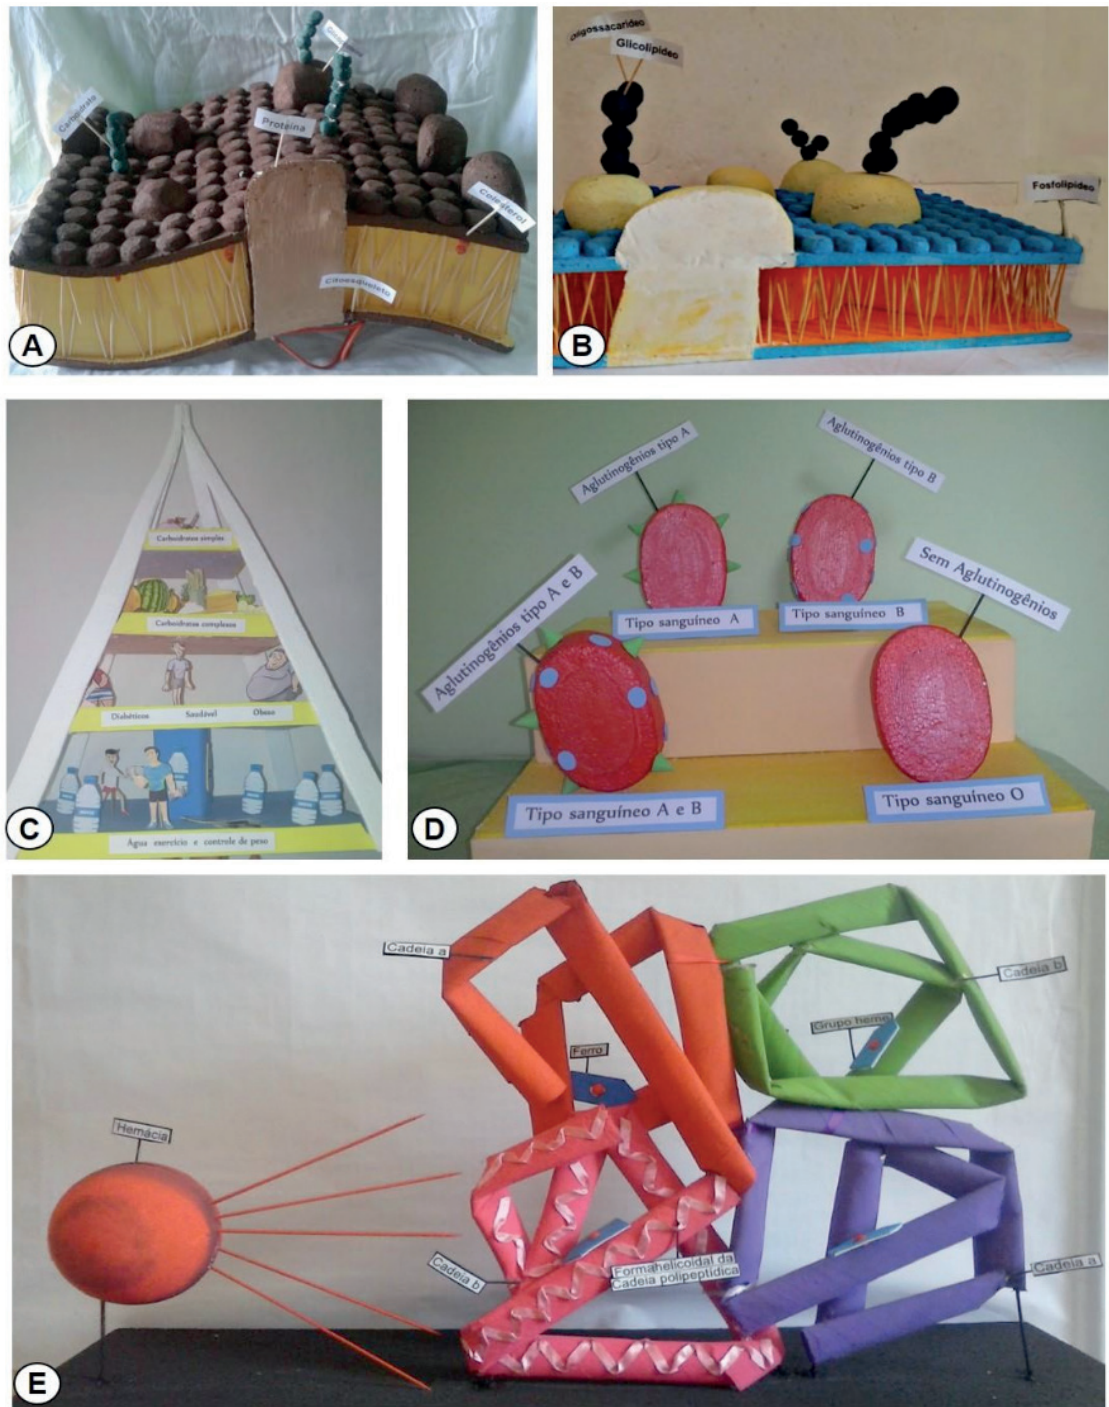 Carboidrato
Proteína
Colesterol
Citoesqueleto
A
Oligossacarídeo
Glicolipídeo
Fosfolipídeo
B
Carboidratos simples
Carboidratos complexos
Diabéticos Saudável Obeso
Água exercício e controle de peso
C
Aglutinogênios tipo A
Aglutinogênios tipo B
Aglutinogênios tipo A e B
Sem Aglutinogênios
Tipo sanguíneo A
Tipo sanguíneo B
Tipo sanguíneo A e B
Tipo sanguíneo O
D
Cadeia a
Cadeia b
Grupo heme
Ferro
Hemácia
Cadeia b
Formahelicoidal da
Cadeia polipeptídica
Cadeia a
E